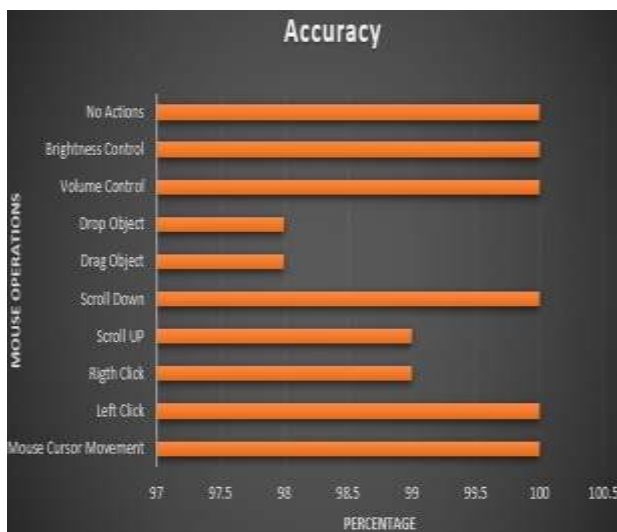 Accuracy
MOUSE OPERATIONS
No Actions
Brightness Control
Volume Control
Drop Object
Drag Object
Scroll Down
Scroll UP
Rigth Click
Left Click
Mouse Cursor Movement
97 97.5 98 98.5 99 99.5 100 100.5
PERCENTAGE